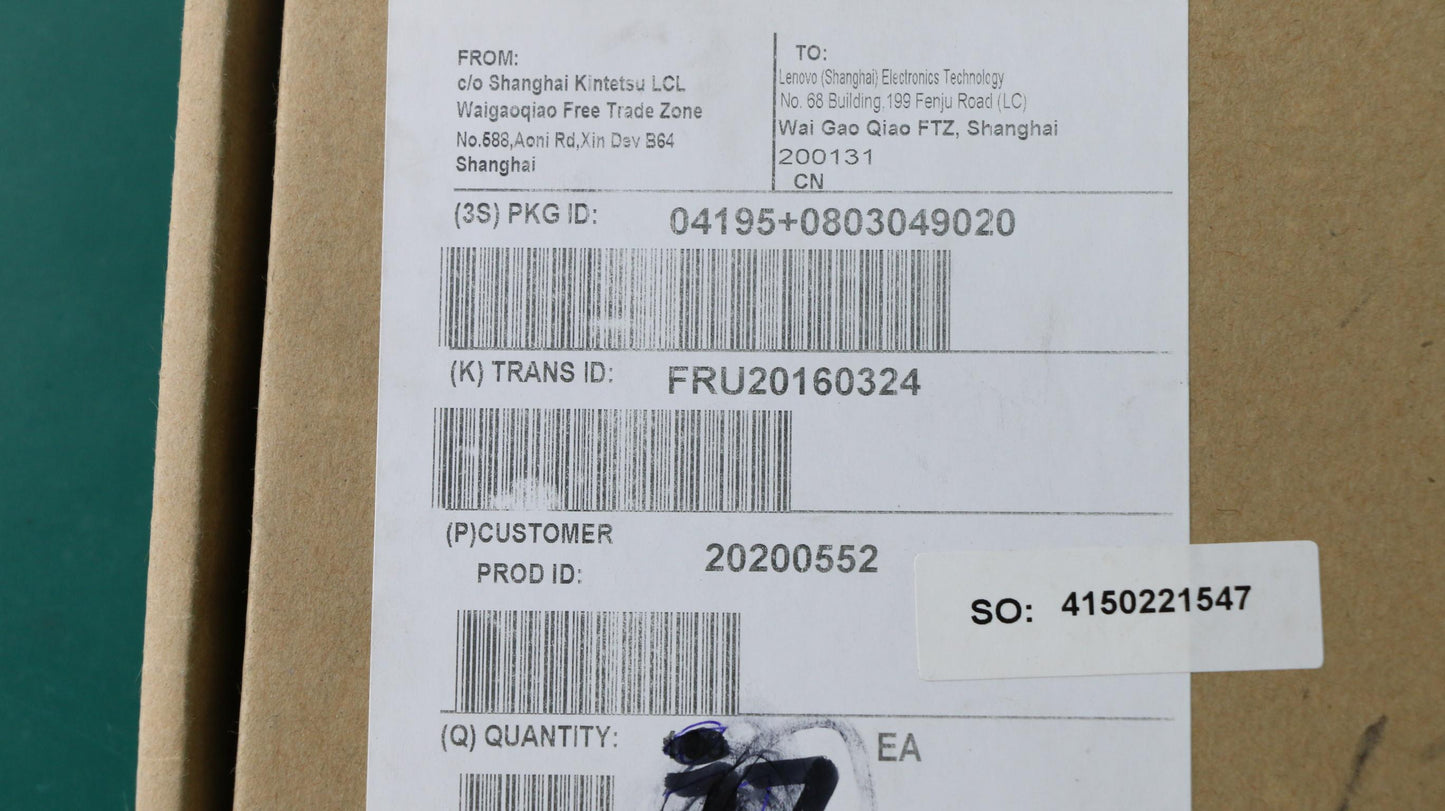 FROM:
c/o Shanghai Kintetsu LCL
Waigaoqiao Free Trade Zone
No.588,Aoni Rd,Xin Dev B64
Shanghai
TO:
Lenovo (Shanghai) Electronics Technology
No. 68 Building,199 Fenju Road (LC)
Wai Gao Qiao FTZ, Shanghai
200131
CN
(3S) PKG ID: 04195+0803049020
(K) TRANS ID: FRU20160324
(P)CUSTOMER
PROD ID: 20200552
SO: 4150221547
(Q) QUANTITY: EA